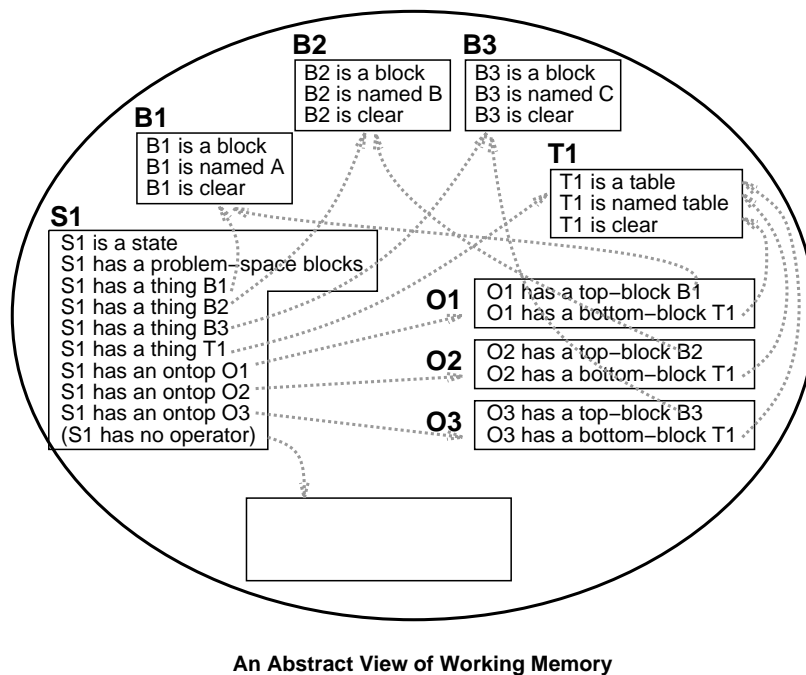 B2
B2 is a block
B2 is named B
B2 is clear
B3
B3 is a block
B3 is named C
B3 is clear
B1
B1 is a block
B1 is named A
B1 is clear
T1
T1 is a table
T1 is named table
T1 is clear
S1
S1 is a state
S1 has a problem−space blocks
S1 has a thing B1
S1 has a thing B2
S1 has a thing B3
S1 has a thing T1
S1 has an ontop O1
S1 has an ontop O2
S1 has an ontop O3
(S1 has no operator)
O1
O1 has a top−block B1
O1 has a bottom−block T1
O2
O2 has a top−block B2
O2 has a bottom−block T1
O3
O3 has a top−block B3
O3 has a bottom−block T1
An Abstract View of Working Memory